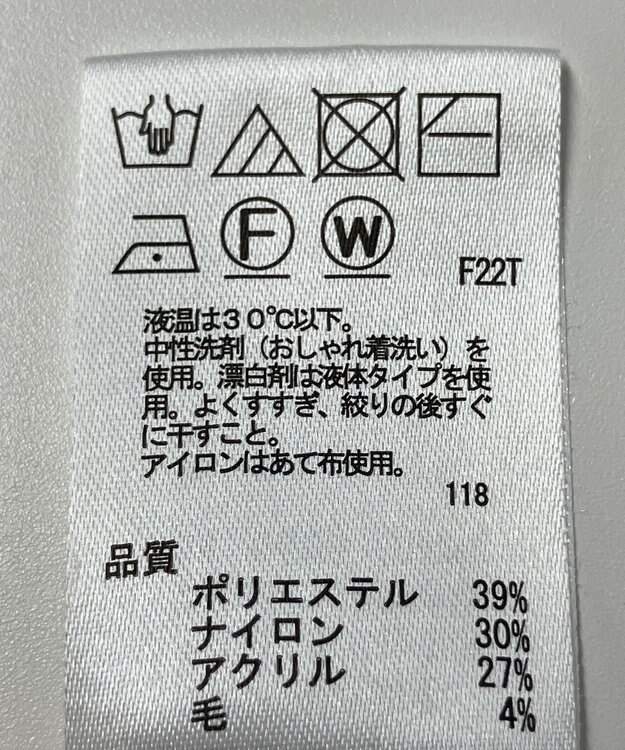 F W F22T
液温は30℃以下。
中性洗剤（おしゃれ着洗い）を
使用。漂白剤は液体タイプを使
用。よくすすぎ、絞りの後すぐ
に干すこと。
アイロンはあて布使用。
118
品質
ポリエステル 39%
ナイロン 30%
アクリル 27%
毛 4%